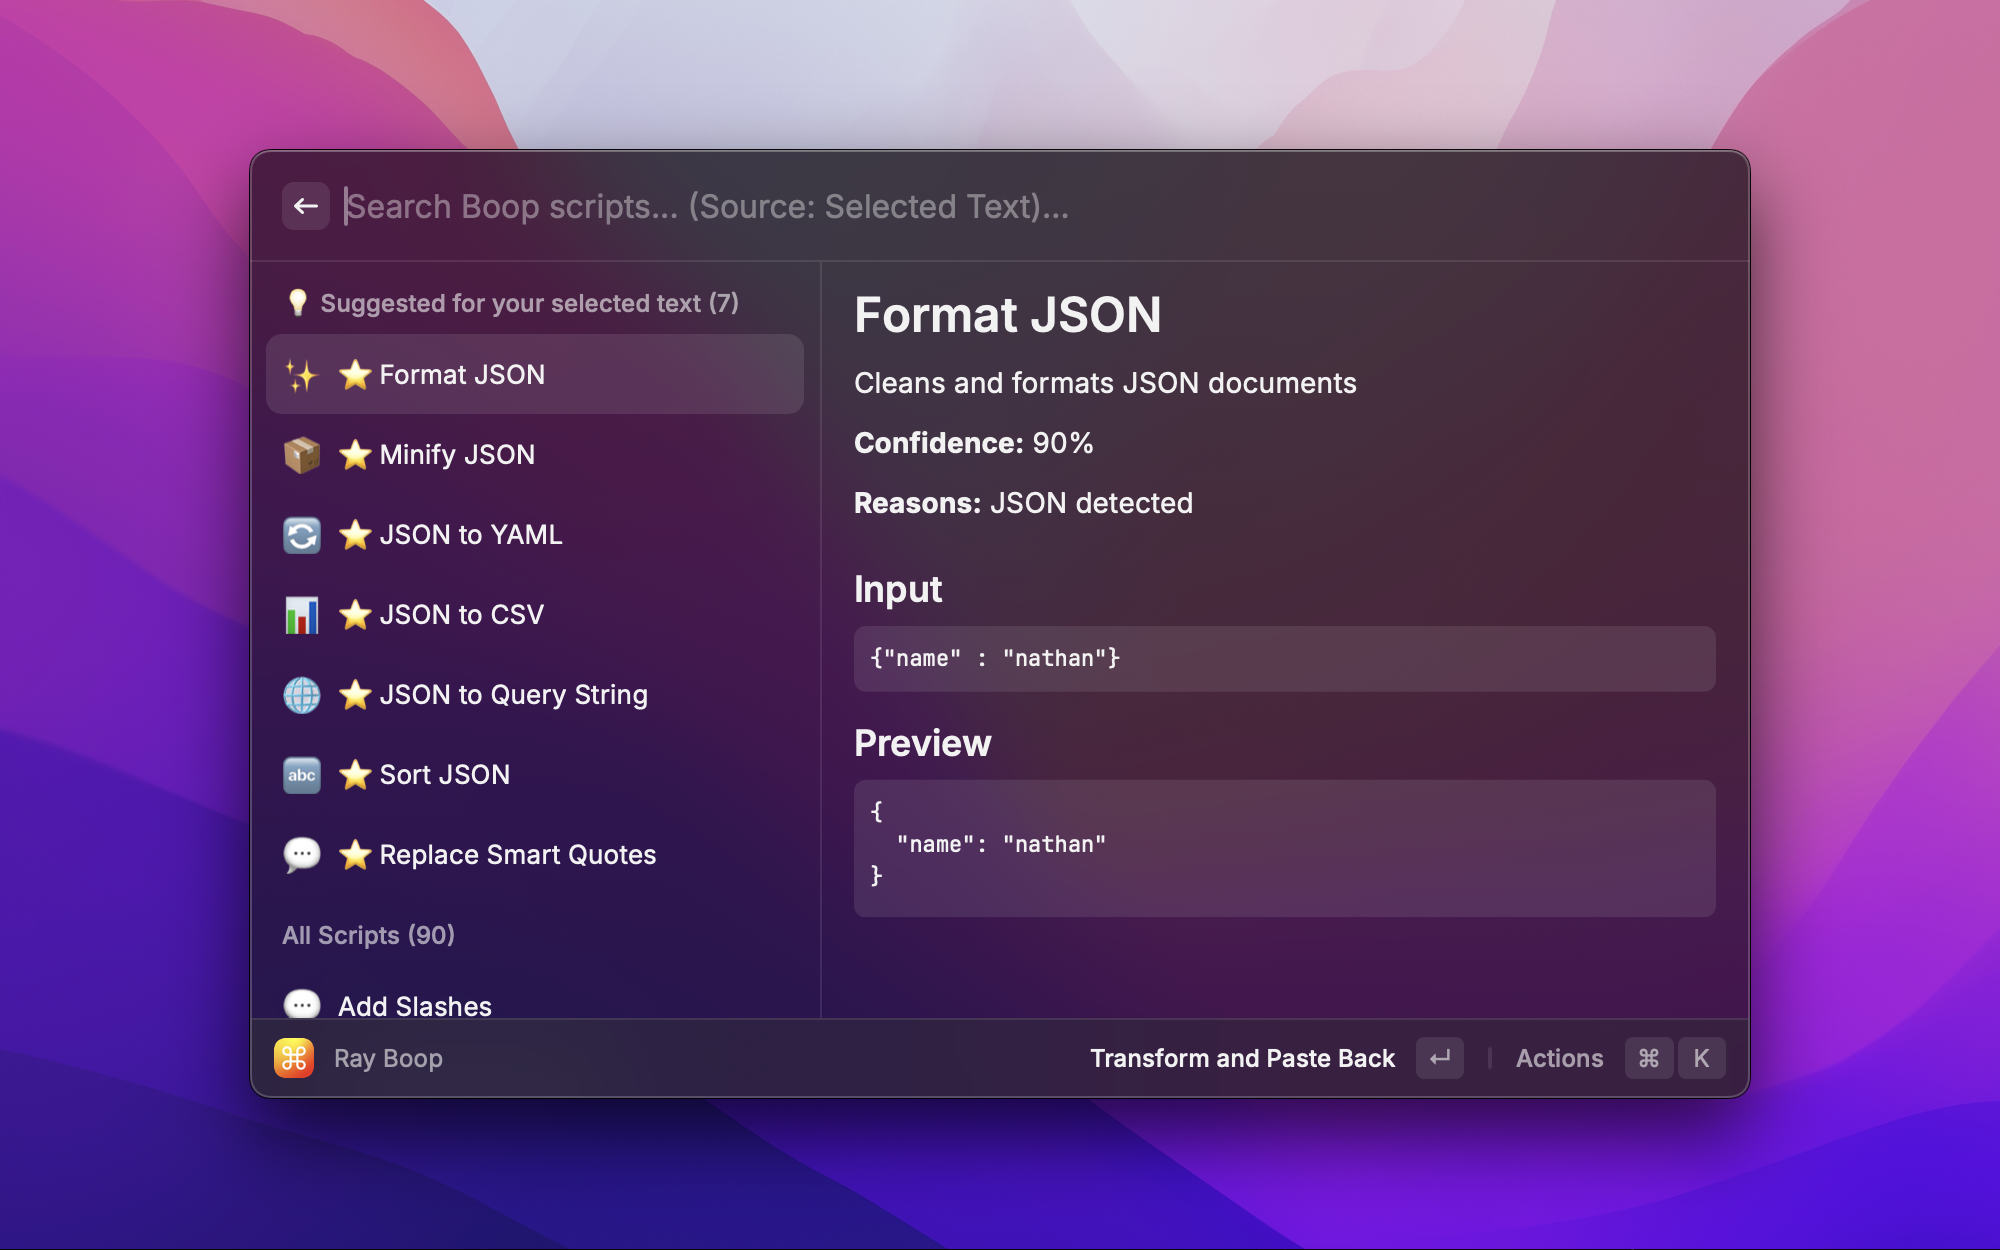 Search Boop scripts... (Source: Selected Text)...
Suggested for your selected text (7)
Format JSON
Minify JSON
JSON to YAML
JSON to CSV
JSON to Query String
abc
Sort JSON
Replace Smart Quotes
All Scripts (90)
Add Slashes
Format JSON
Cleans and formats JSON documents
Confidence: 90%
Reasons: JSON detected
Input
{"name" : "nathan"}
Preview
{
  "name": "nathan"
}
Ray Boop
Transform and Paste Back ↵
Actions ⌘ K